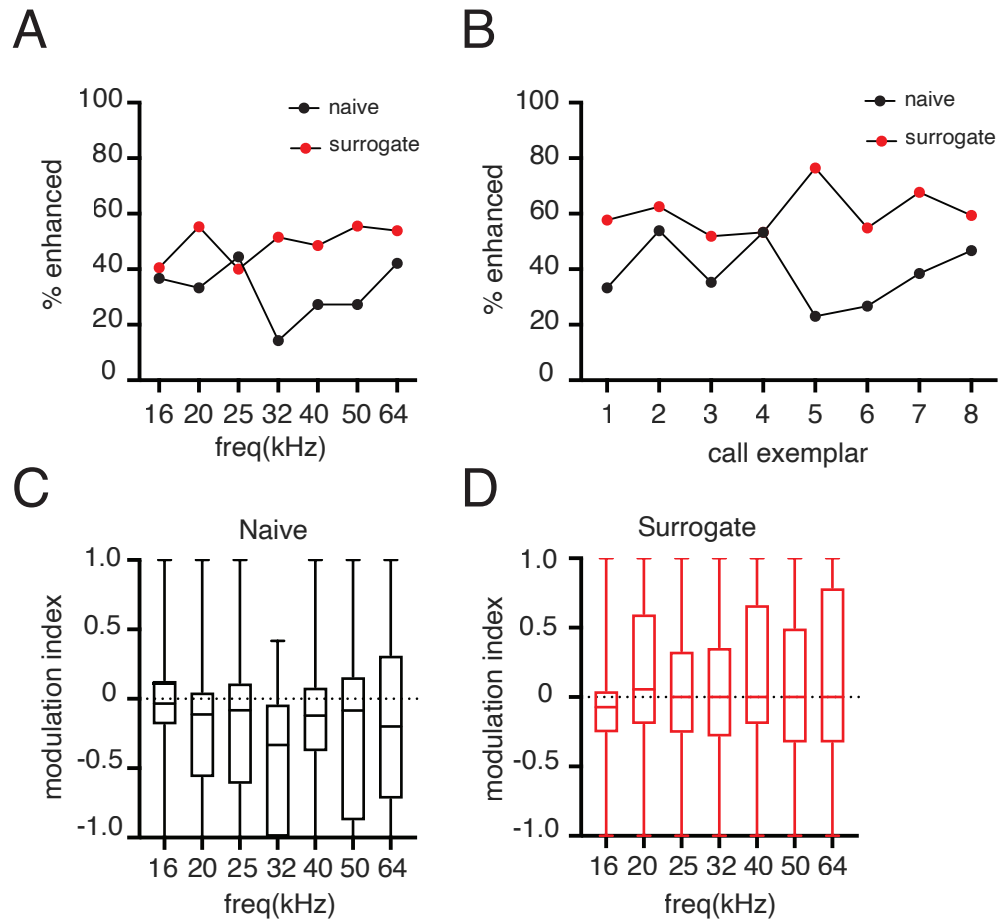 A
B
100
80
60
40
20
0
% enhanced
naive
surrogate
16 20 25 32 40 50 64
freq(kHz)
100
80
60
40
20
0
% enhanced
naive
surrogate
1 2 3 4 5 6 7 8
call exemplar
C
D
Naive
1.0
0.5
0
-0.5
-1.0
modulation index
16 20 25 32 40 50 64
freq(kHz)
Surrogate
1.0
0.5
0
-0.5
-1.0
modulation index
16 20 25 32 40 50 64
freq(kHz)